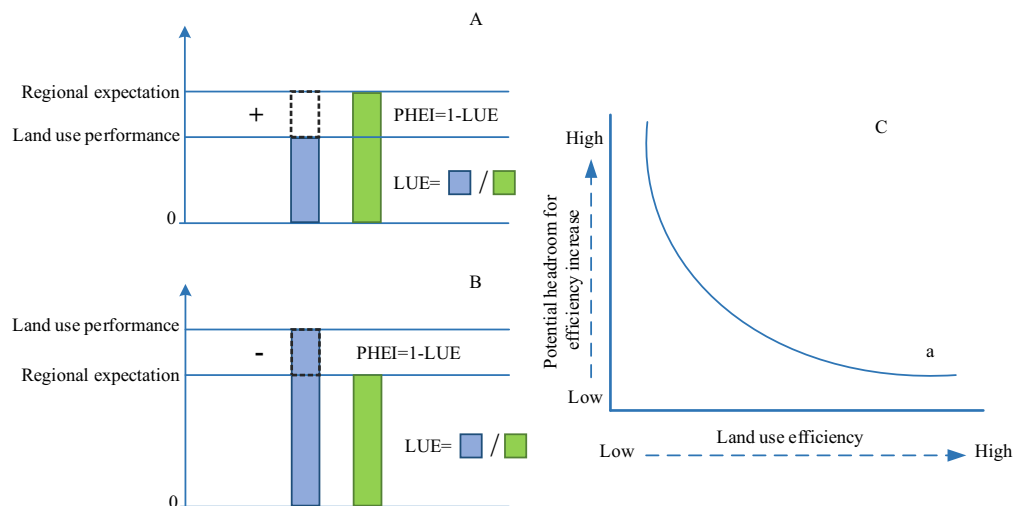 A
Regional expectation
+
PHEI=1-LUE
Land use performance
LUE= /
0
B
Land use performance
-
PHEI=1-LUE
Regional expectation
LUE= /
0
C
High
Potential headroom for
efficiency increase
a
Low
Land use efficiency
Low
High